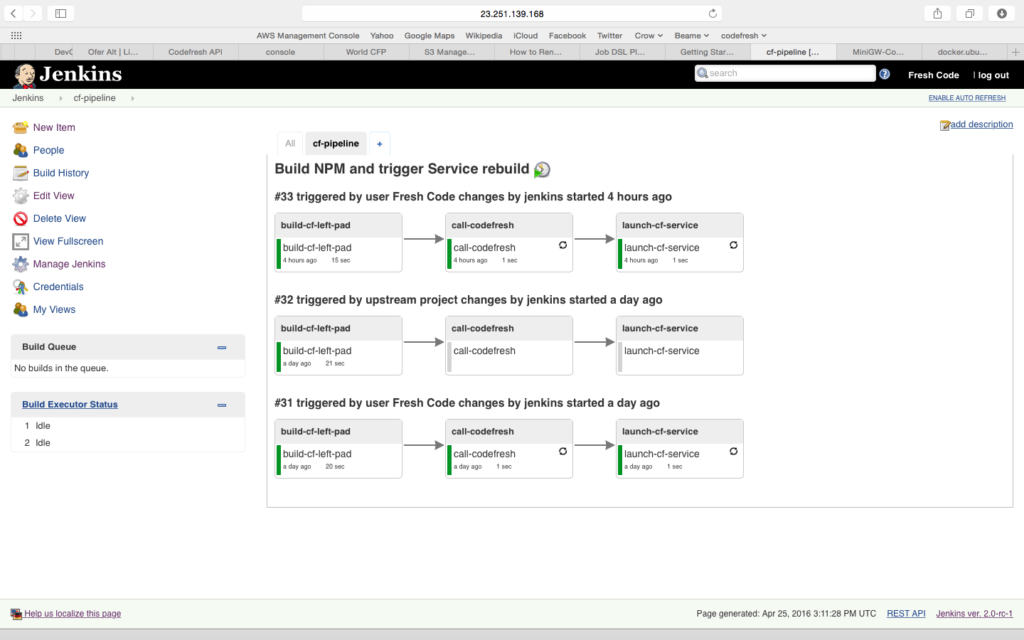 23.251.139.168
AWS Management Console Yahoo Google Maps Wikipedia iCloud Facebook Twitter Crow Beame codefresh
DevC Ofer Alt | Li... Codefresh API console World CFP S3 Manage... How to Ren... Job DSL Pl... Getting Star... cf-pipeline [... MiniGW-Co... docker.ubu... +
Jenkins search ? Fresh Code | log out
Jenkins cf-pipeline ENABLE AUTO REFRESH
add description
New Item
People
Build History
Edit View
Delete View
View Fullscreen
Manage Jenkins
Credentials
My Views
Build Queue
No builds in the queue.
Build Executor Status
1 Idle
2 Idle
All cf-pipeline +
Build NPM and trigger Service rebuild
#33 triggered by user Fresh Code changes by jenkins started 4 hours ago
build-cf-left-pad call-codefresh launch-cf-service
build-cf-left-pad call-codefresh launch-cf-service
4 hours ago 15 sec 4 hours ago 1 sec 4 hours ago 1 sec
#32 triggered by upstream project changes by jenkins started a day ago
build-cf-left-pad call-codefresh launch-cf-service
build-cf-left-pad call-codefresh launch-cf-service
a day ago 21 sec
#31 triggered by user Fresh Code changes by jenkins started a day ago
build-cf-left-pad call-codefresh launch-cf-service
build-cf-left-pad call-codefresh launch-cf-service
a day ago 20 sec a day ago 1 sec a day ago 1 sec
Help us localize this page Page generated: Apr 25, 2016 3:11:28 PM UTC REST API Jenkins ver. 2.0-rc-1